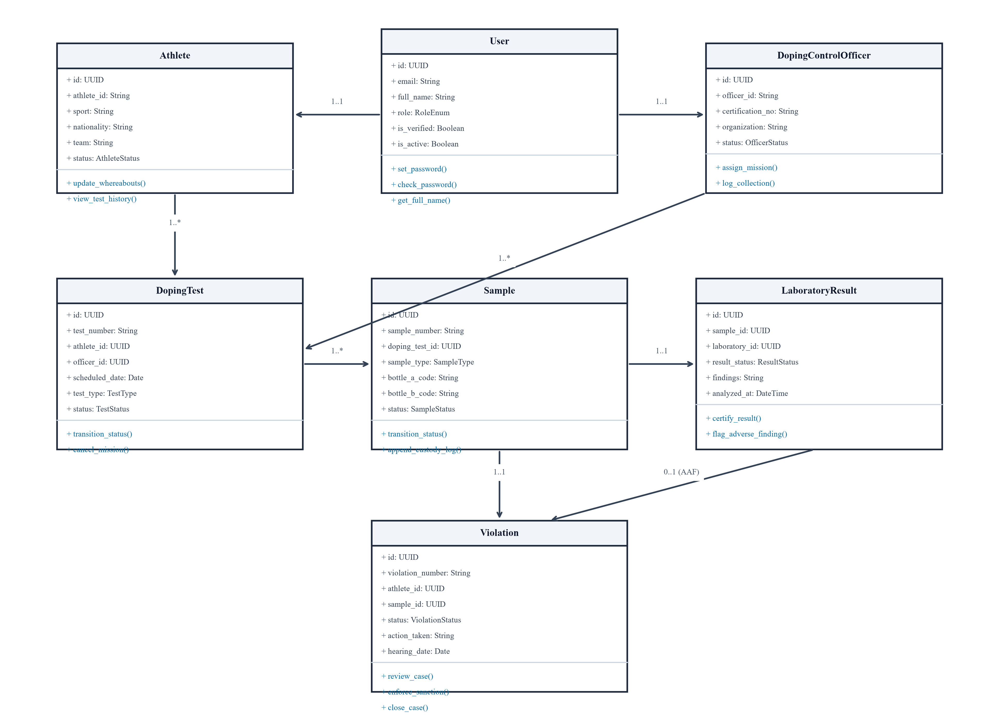 Athlete
+ id: UUID
+ athlete_id: String
+ sport: String
+ nationality: String
+ team: String
+ status: AthleteStatus
+ update_whereabouts()
+ view_test_history()
1..1
User
+ id: UUID
+ email: String
+ full_name: String
+ role: RoleEnum
+ is_verified: Boolean
+ is_active: Boolean
+ set_password()
+ check_password()
+ get_full_name()
1..1
DopingControlOfficer
+ id: UUID
+ officer_id: String
+ certification_no: String
+ organization: String
+ status: OfficerStatus
+ assign_mission()
+ log_collection()
1..*
1..*
DopingTest
+ id: UUID
+ test_number: String
+ athlete_id: UUID
+ officer_id: UUID
+ scheduled_date: Date
+ test_type: TestType
+ status: TestStatus
+ transition_status()
+ cancel_mission()
1..*
Sample
+ id: UUID
+ sample_number: String
+ doping_test_id: UUID
+ sample_type: SampleType
+ bottle_a_code: String
+ bottle_b_code: String
+ status: SampleStatus
+ transition_status()
+ append_custody_log()
1..1
LaboratoryResult
+ id: UUID
+ sample_id: UUID
+ laboratory_id: UUID
+ result_status: ResultStatus
+ findings: String
+ analyzed_at: DateTime
+ certify_result()
+ flag_adverse_finding()
1..1
0..1 (AAF)
Violation
+ id: UUID
+ violation_number: String
+ athlete_id: UUID
+ sample_id: UUID
+ status: ViolationStatus
+ action_taken: String
+ hearing_date: Date
+ review_case()
+ enforce_sanction()
+ close_case()